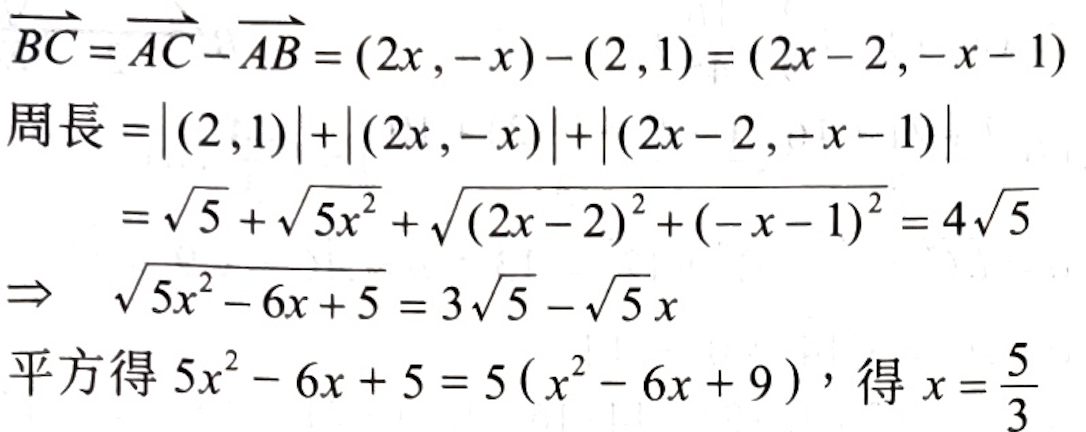 $\overrightarrow{BC} = \overrightarrow{AC} - \overrightarrow{AB} = (2x, -x) - (2, 1) = (2x - 2, -x - 1)$
周長 $= |(2, 1)| + |(2x, -x)| + |(2x - 2, -x - 1)|$
$= \sqrt{5} + \sqrt{5x^2} + \sqrt{(2x - 2)^2 + (-x - 1)^2} = 4\sqrt{5}$
$\Rightarrow \sqrt{5x^2 - 6x + 5} = 3\sqrt{5} - \sqrt{5}x$
平方得 $5x^2 - 6x + 5 = 5(x^2 - 6x + 9)$，得 $x = \frac{5}{3}$